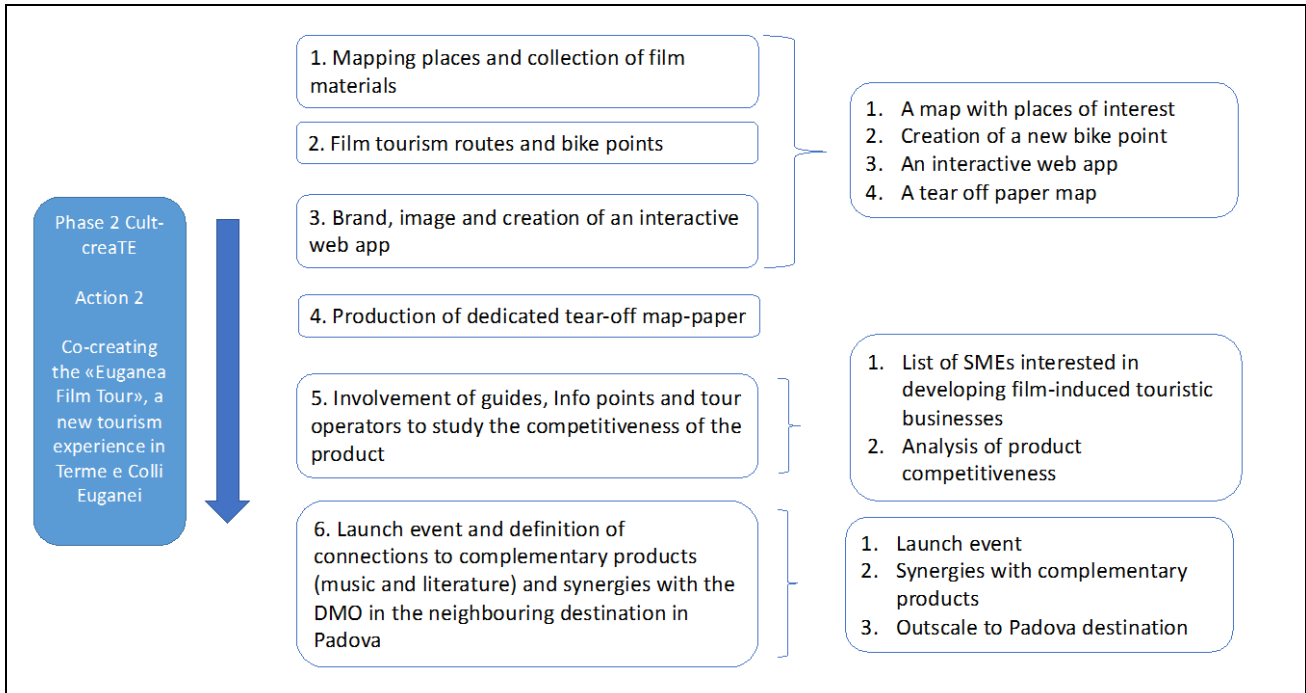 Phase 2 Cult-
creaTE
Action 2
Co-creating
the «Euganea
Film Tour», a
new tourism
experience in
Terme e Colli
Euganei
1. Mapping places and collection of film
materials
2. Film tourism routes and bike points
3. Brand, image and creation of an interactive
web app
4. Production of dedicated tear-off map-paper
5. Involvement of guides, Info points and tour
operators to study the competitiveness of the
product
6. Launch event and definition of
connections to complementary products
(music and literature) and synergies with the
DMO in the neighbouring destination in
Padova
1. A map with places of interest
2. Creation of a new bike point
3. An interactive web app
4. A tear off paper map
1. List of SMEs interested in
developing film-induced touristic
businesses
2. Analysis of product
competitiveness
1. Launch event
2. Synergies with complementary
products
3. Outscale to Padova destination